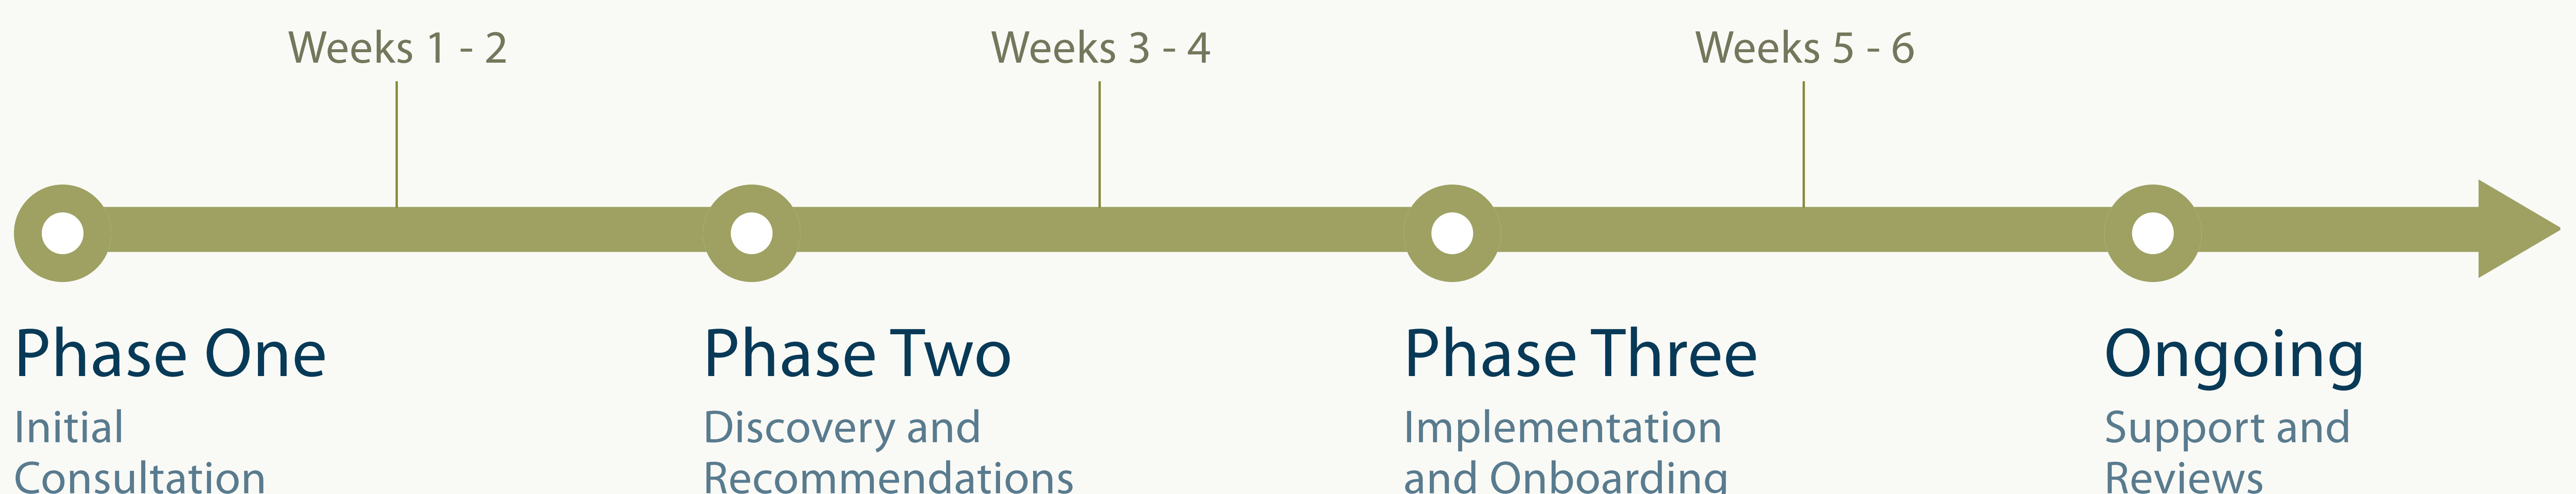 Weeks 1 - 2
Weeks 3 - 4
Weeks 5 - 6
Phase One
Initial
Consultation
Phase Two
Discovery and
Recommendations
Phase Three
Implementation
and Onboarding
Ongoing
Support and
Reviews